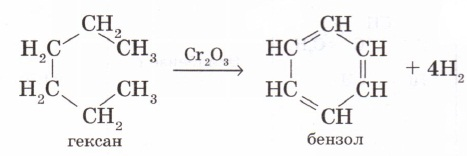 CH₂ CH
H₂C CH₃ Cr₂O₃ HC CH
+ 4H₂
H₂C CH₃ HC CH
CH₂ CH
гексан бензол